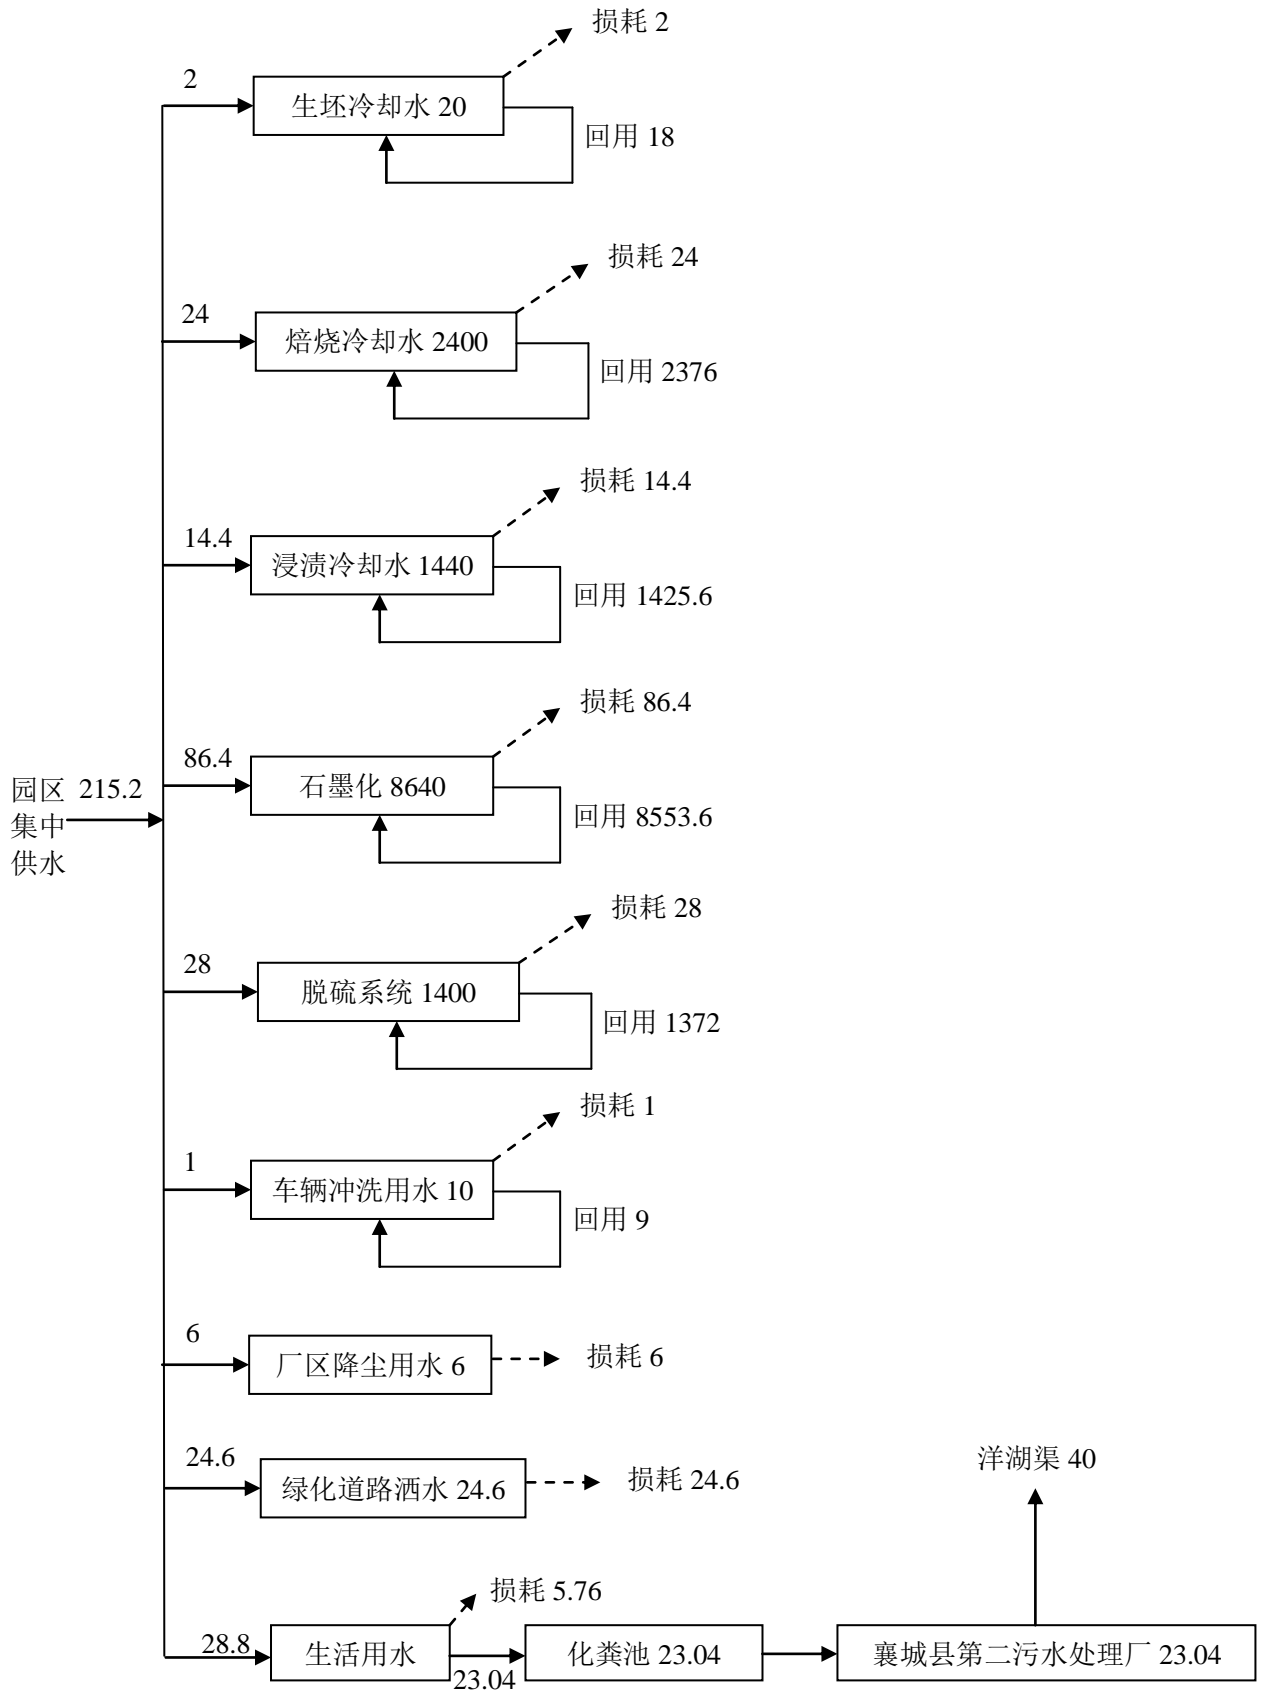 损耗 2
2
生坯冷却水 20
回用 18
损耗 24
24
焙烧冷却水 2400
回用 2376
损耗 14.4
14.4
浸渍冷却水 1440
回用 1425.6
损耗 86.4
86.4
石墨化 8640
回用 8553.6
园区 215.2
集中
供水
损耗 28
28
脱硫系统 1400
回用 1372
损耗 1
1
车辆冲洗用水 10
回用 9
6
厂区降尘用水 6
损耗 6
24.6
绿化道路洒水 24.6
损耗 24.6
洋湖渠 40
损耗 5.76
28.8
生活用水
23.04
化粪池 23.04
襄城县第二污水处理厂 23.04